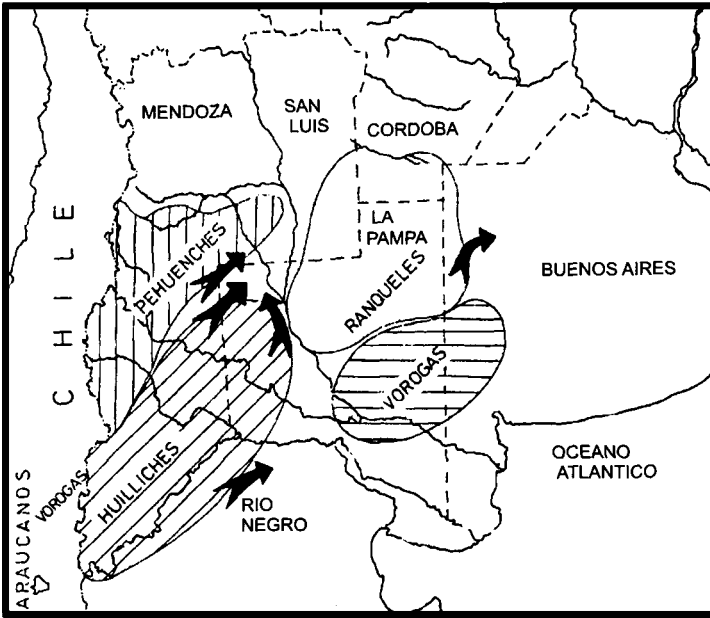 MENDOZA
SAN
LUIS
CORDOBA
CHILE
PEHUENCHES
LA
PAMPA
RANQUELES
BUENOS AIRES
VOROGAS
HUILLICHES
VOROGAS
RIO
NEGRO
OCEANO
ATLANTICO
ARAUCANOS